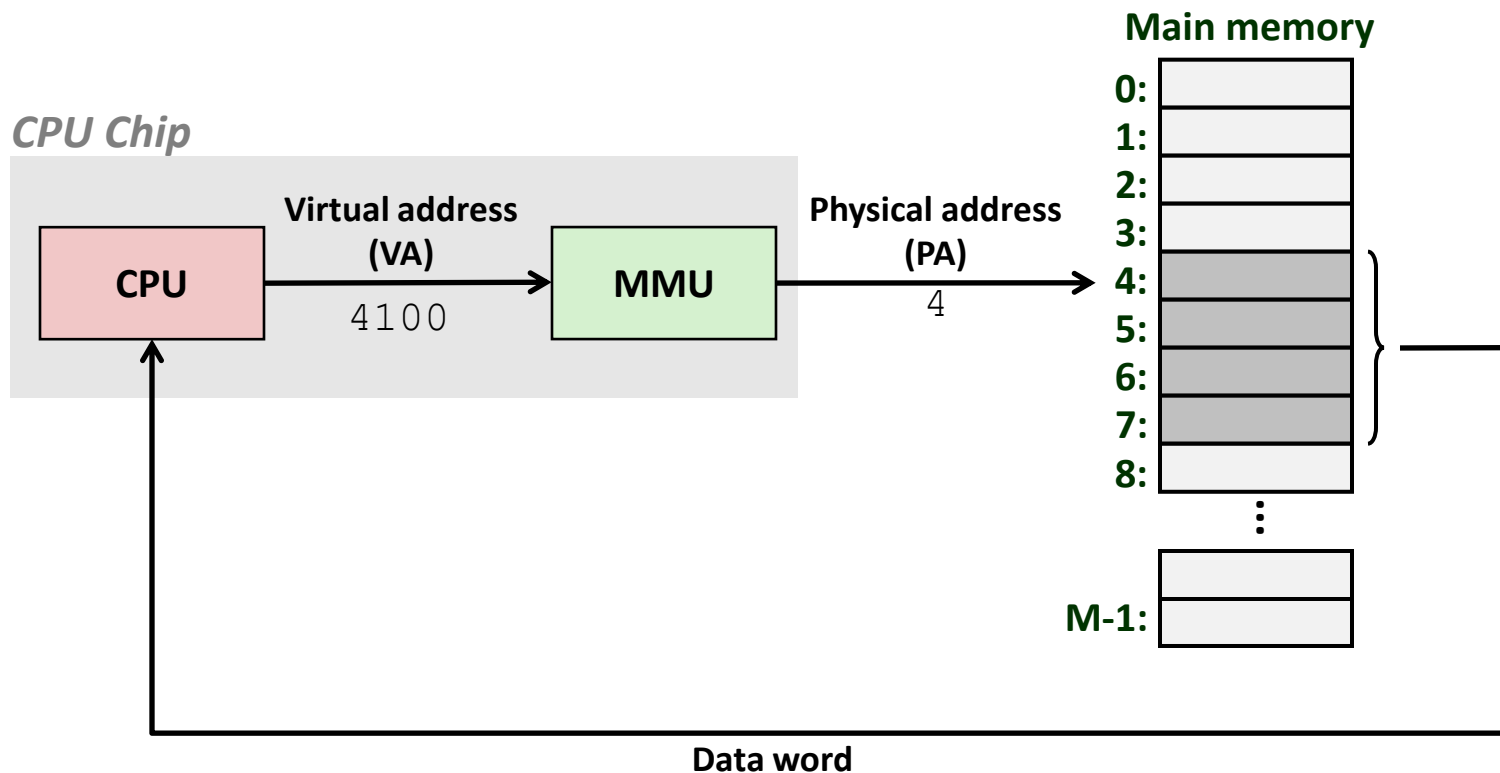 Main memory
0:
1:
CPU Chip
2:
Virtual address
(VA)
Physical address
(PA)
3:
CPU
4100
MMU
4
4:
5:
6:
7:
8:
⋮
M-1:
Data word